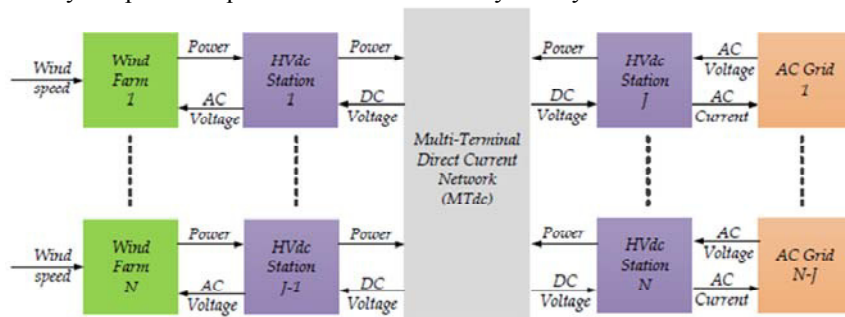 Wind
speed
Wind
Farm
1
Power
AC
Voltage
HVdc
Station
1
Power
DC
Voltage
Multi-Terminal
Direct Current
Network
(MTdc)
Power
DC
Voltage
HVdc
Station
J
AC
Voltage
AC
Current
AC Grid
1
Wind
speed
Wind
Farm
N
Power
AC
Voltage
HVdc
Station
J-1
Power
DC
Voltage
Power
DC
Voltage
HVdc
Station
N
AC
Voltage
AC
Current
AC Grid
N-J